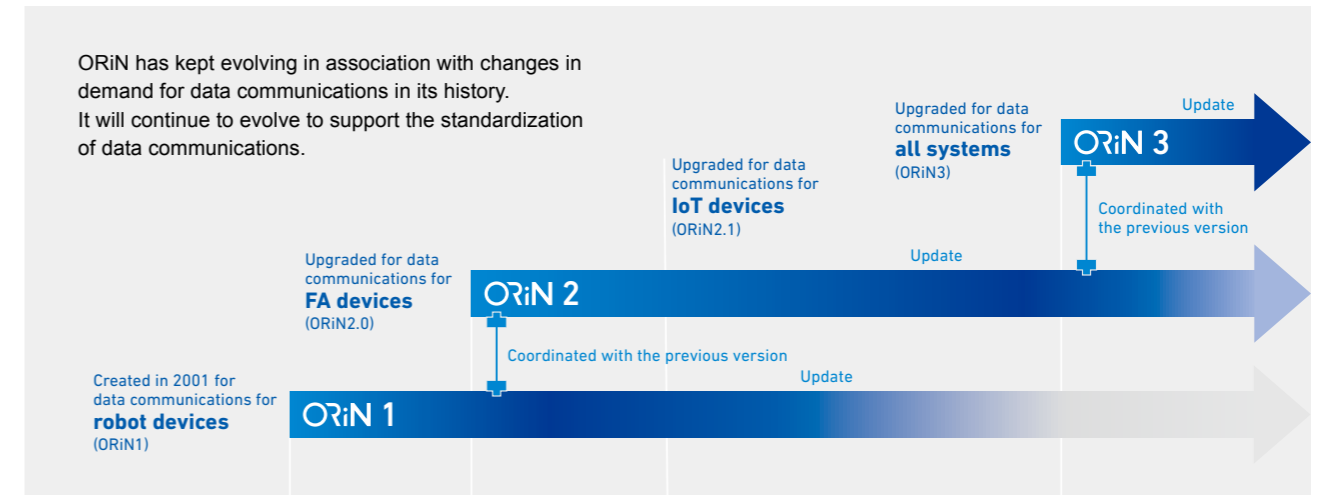 ORiN has kept evolving in association with changes in
demand for data communications in its history.
It will continue to evolve to support the standardization
of data communications.
Upgraded for data
communications for
all systems
(ORiN3)
Update
ORiN 3
Coordinated with
the previous version
Upgraded for data
communications for
IoT devices
(ORiN2.1)
Update
Upgraded for data
communications for
FA devices
(ORiN2.0)
ORiN 2
Coordinated with the previous version
Update
Created in 2001 for
data communications for
robot devices
(ORiN1)
ORiN 1